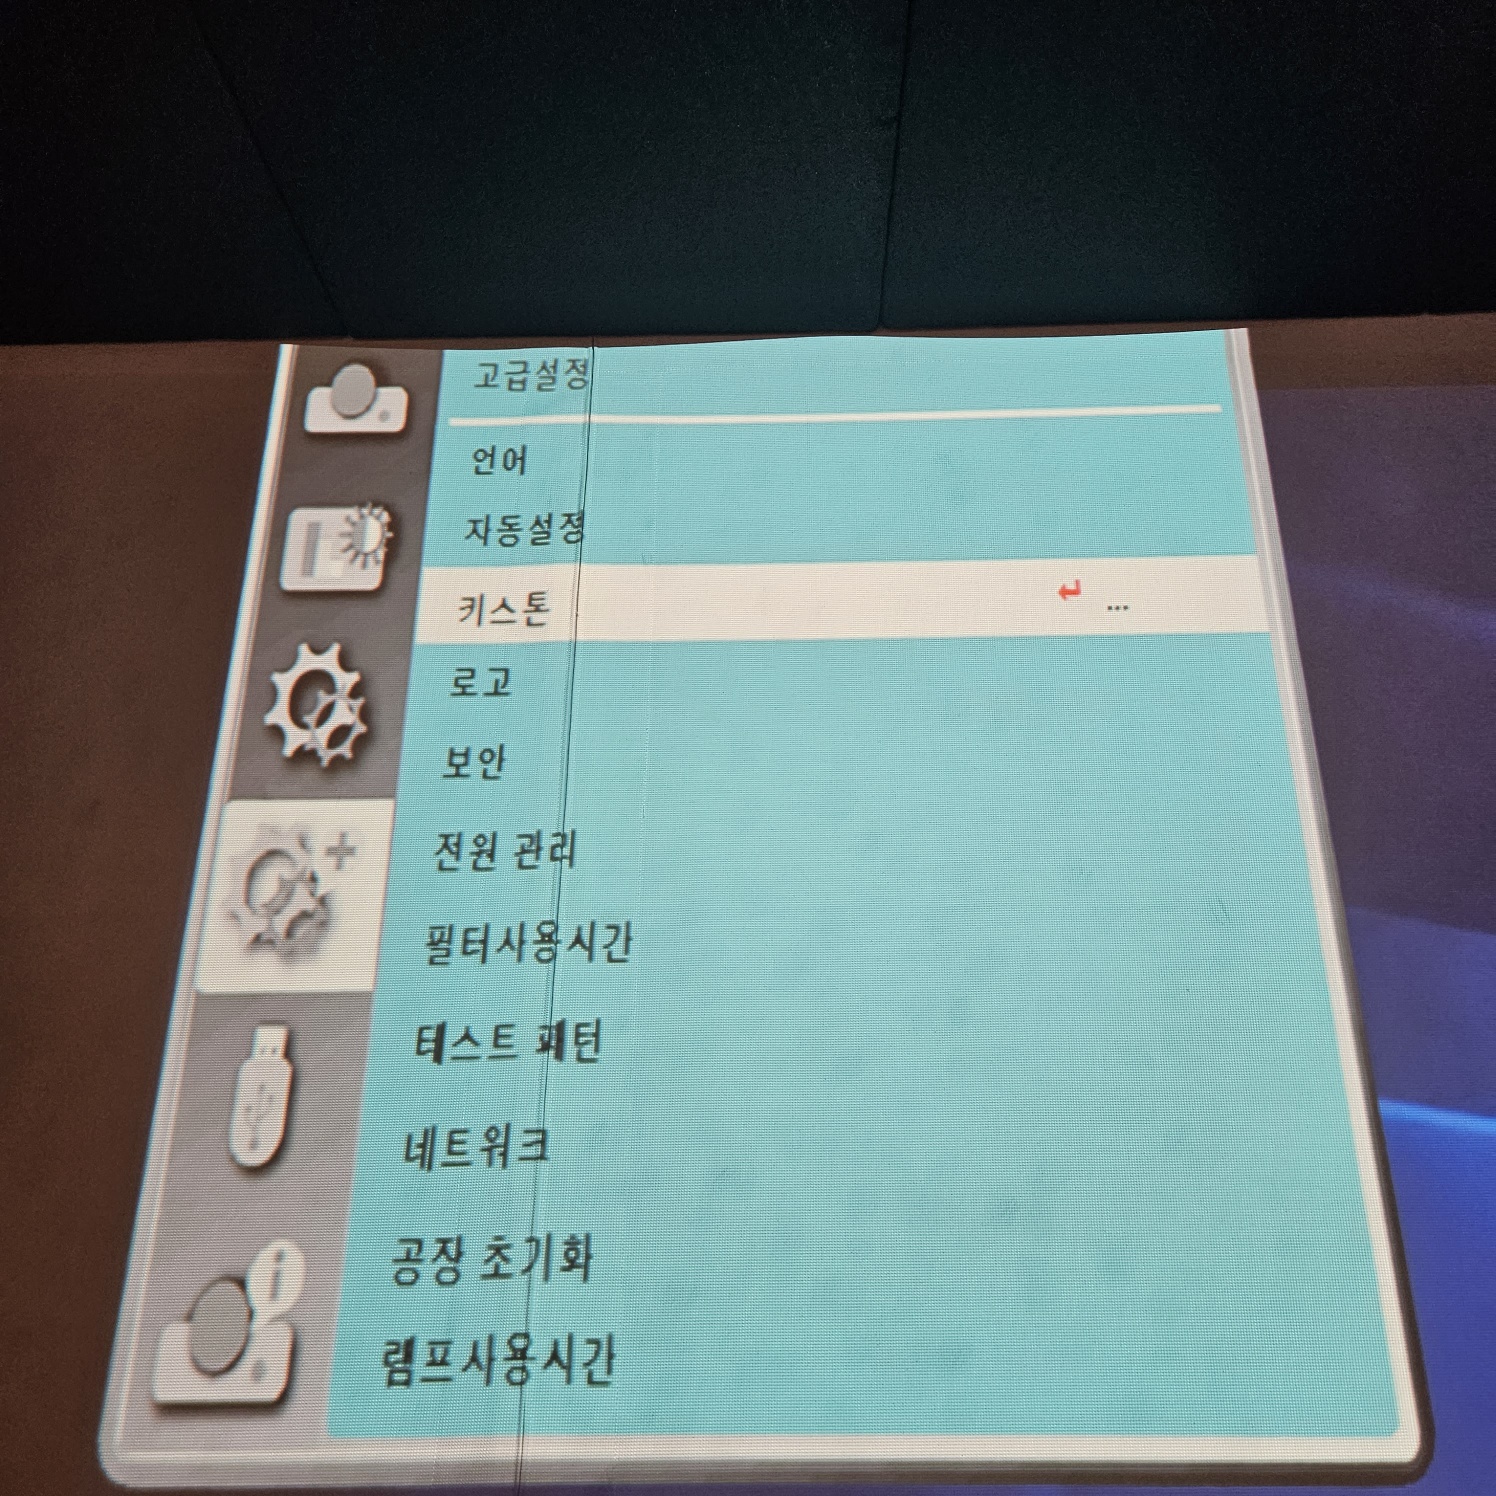 고급설정
언어
자동설정
키스톤 ...
로고
보안
전원 관리
필터사용시간
테스트 패턴
네트워크
공장 초기화
램프사용시간